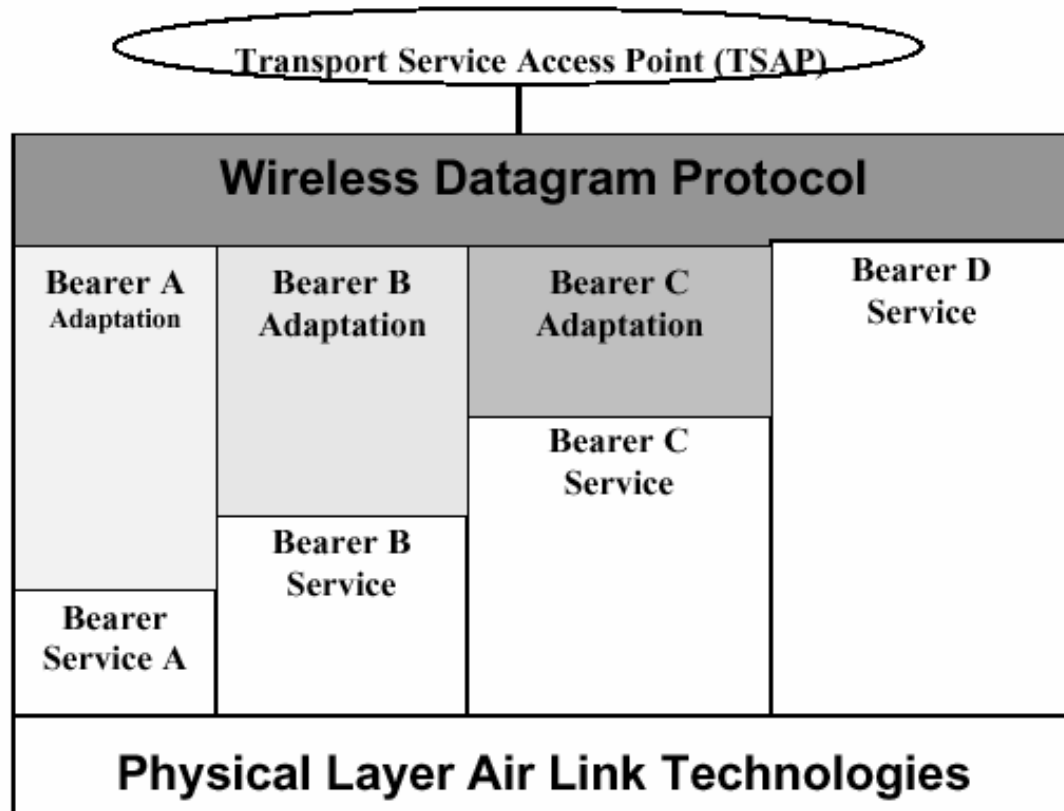 Transport Service Access Point (TSAP)
Wireless Datagram Protocol
Bearer A
Adaptation
Bearer B
Adaptation
Bearer C
Adaptation
Bearer D
Service
Bearer C
Service
Bearer B
Service
Bearer
Service A
Physical Layer Air Link Technologies